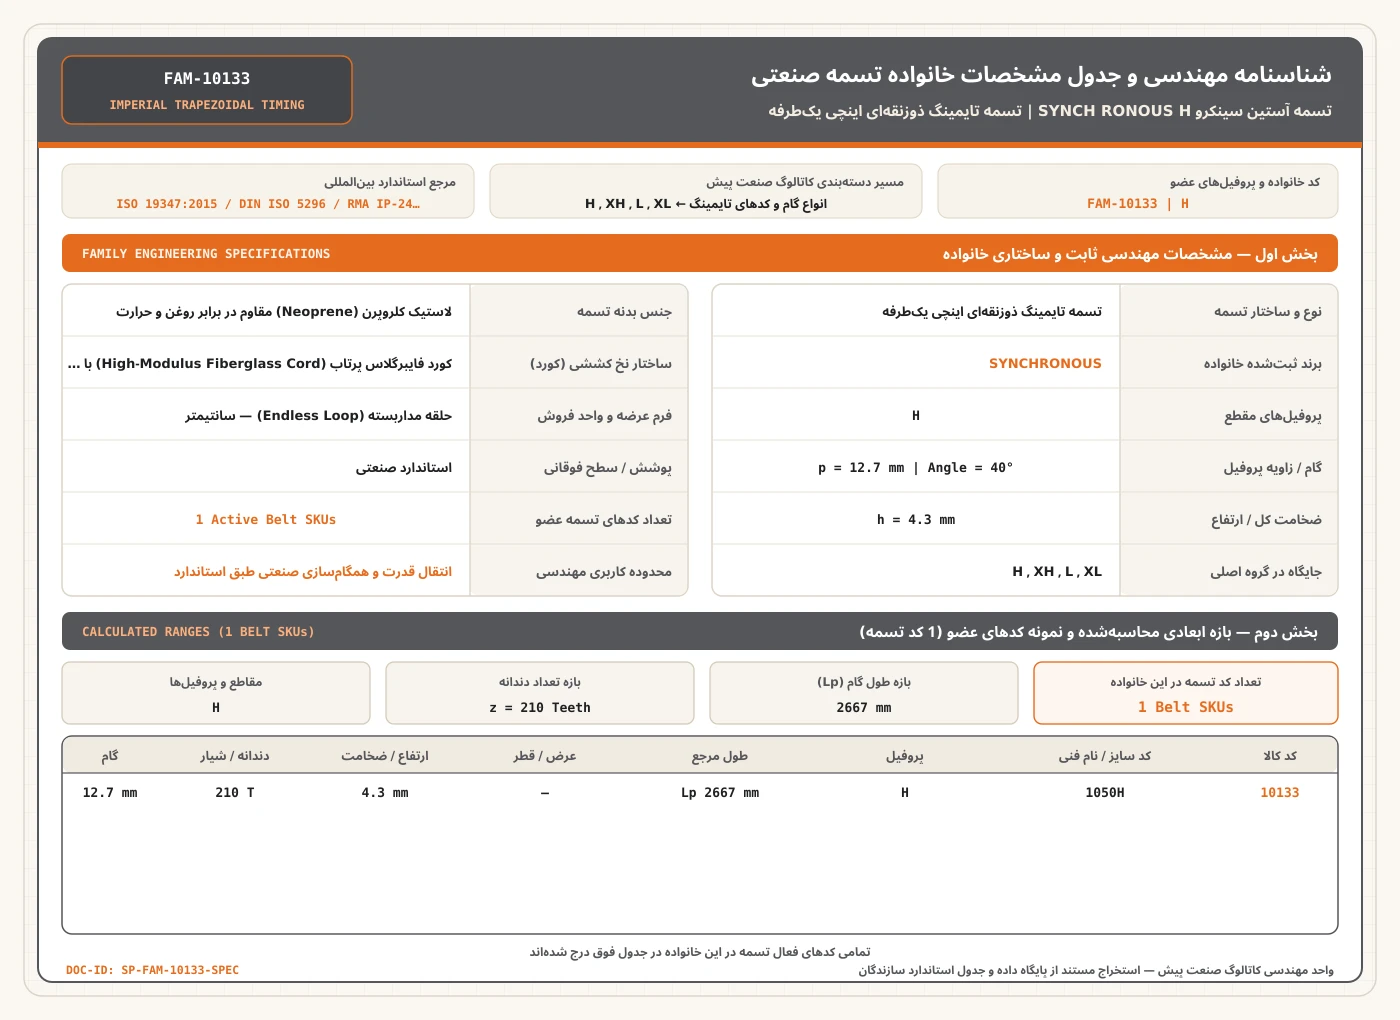 شناسنامه مهندسی و جدول مشخصات خانواده تسمه صنعتی
تسمه آستین سینکرو SYNCH RONOUS H | تسمه تایمینگ ذوزنقه‌ای اینچی یک‌طرفه
FAM-10133
IMPERIAL TRAPEZOIDAL TIMING
کد خانواده و پروفیل‌های عضو
FAM-10133 | H
مسیر دسته‌بندی کاتالوگ صنعت پیش
انواع گام و کدهای تایمینگ ← H , XH , L , XL
مرجع استاندارد بین‌المللی
ISO 19347:2015 / DIN ISO 5296 / RMA IP-24…
بخش اول — مشخصات مهندسی ثابت و ساختاری خانواده
FAMILY ENGINEERING SPECIFICATIONS
نوع و ساختار تسمه
تسمه تایمینگ ذوزنقه‌ای اینچی یک‌طرفه
برند ثبت‌شده خانواده
SYNCHRONOUS
پروفیل‌های مقطع
H
گام / زاویه پروفیل
p = 12.7 mm | Angle = 40°
ضخامت کل / ارتفاع
h = 4.3 mm
جایگاه در گروه اصلی
H , XH , L , XL
جنس بدنه تسمه
لاستیک کلروپرن (Neoprene) مقاوم در برابر روغن و حرارت
ساختار نخ کششی (کورد)
کورد فایبرگلاس پرتاب (High-Modulus Fiberglass Cord) با ...
فرم عرضه و واحد فروش
حلقه مداربسته (Endless Loop) — سانتیمتر
پوشش / سطح فوقانی
استاندارد صنعتی
تعداد کدهای تسمه عضو
1 Active Belt SKUs
محدوده کاربری مهندسی
انتقال قدرت و همگام‌سازی صنعتی طبق استاندارد
بخش دوم — بازه ابعادی محاسبه‌شده و نمونه کدهای عضو (1 کد تسمه)
CALCULATED RANGES (1 BELT SKUs)
تعداد کد تسمه در این خانواده
1 Belt SKUs
بازه طول گام (Lp)
2667 mm
بازه تعداد دندانه
z = 210 Teeth
مقاطع و پروفیل‌ها
H
کد کالا کد سایز / نام فنی پروفیل طول مرجع عرض / قطر ارتفاع / ضخامت دندانه / شیار گام
10133 1050H H Lp 2667 mm — 4.3 mm 210 T 12.7 mm
تمامی کدهای فعال تسمه در این خانواده در جدول فوق درج شده‌اند
واحد مهندسی کاتالوگ صنعت پیش — استخراج مستند از پایگاه داده و جدول استاندارد سازندگان
DOC-ID: SP-FAM-10133-SPEC